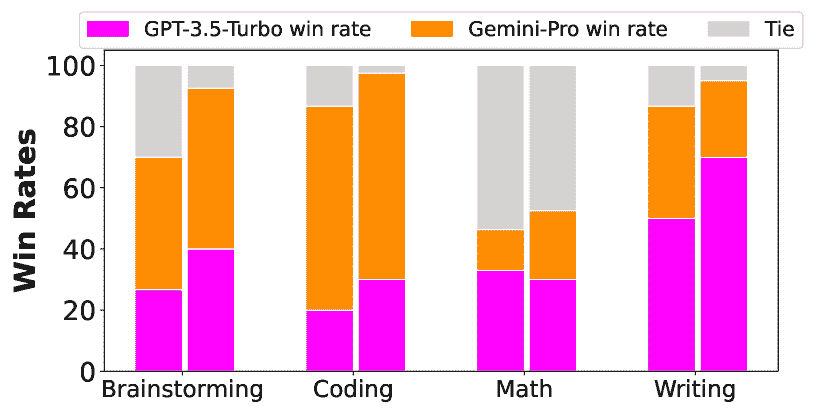 GPT-3.5-Turbo win rate Gemini-Pro win rate Tie
100
80
60
40
20
0
Win Rates
Brainstorming Coding Math Writing